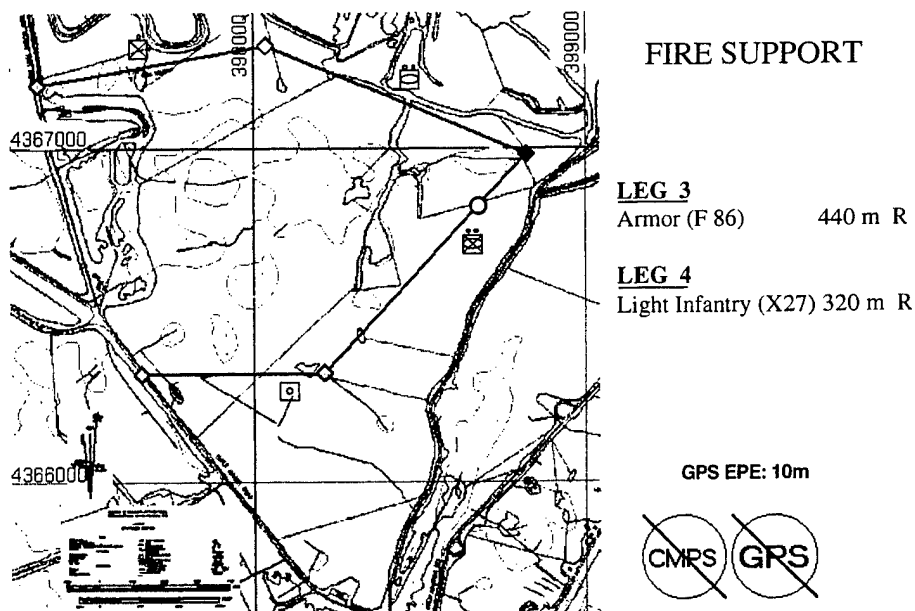 FIRE SUPPORT
398000
399000
4367000
4366000
LEG 3
Armor (F 86) 440 m R
LEG 4
Light Infantry (X27) 320 m R
GPS EPE: 10m
CMPS
GPS